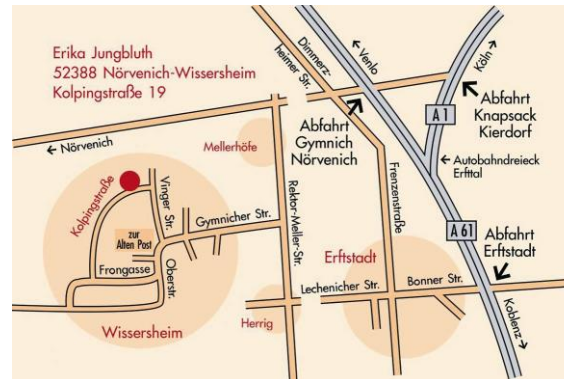 Erika Jungbluth
52388 Nörvenich-Wissersheim
Kolpingstraße 19
Dimmerz-
heimer Str.
← Venlo
Köln →
A 1
Abfahrt
Knapsack
Kierdorf
Abfahrt
Gymnich
Nörvenich
← Nörvenich
Mellerhöfe
← Autobahndreieck
Erfttal
Kolpingstraße
Vinger Str.
Gymnicher Str.
Rektor-Meller-Str.
Frenzenstraße
zur
Alten Post
Frongasse
Oberstr.
Erftstadt
A 61
Abfahrt
Erftstadt
Lechenicher Str.
Bonner Str.
Wissersheim
Herrig
Koblenz →